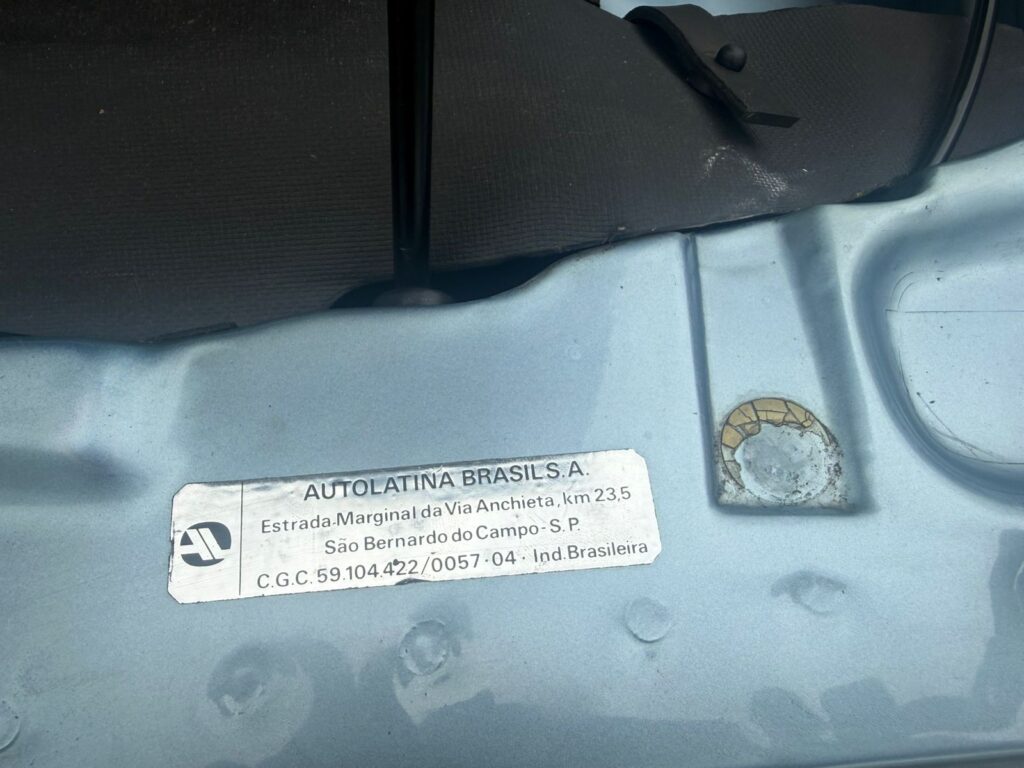 AUTOLATINA BRASIL S.A.
Estrada Marginal da Via Anchieta, km 23,5
São Bernardo do Campo - S.P.
C.G.C. 59.104.422/0057-04 · Ind. Brasileira